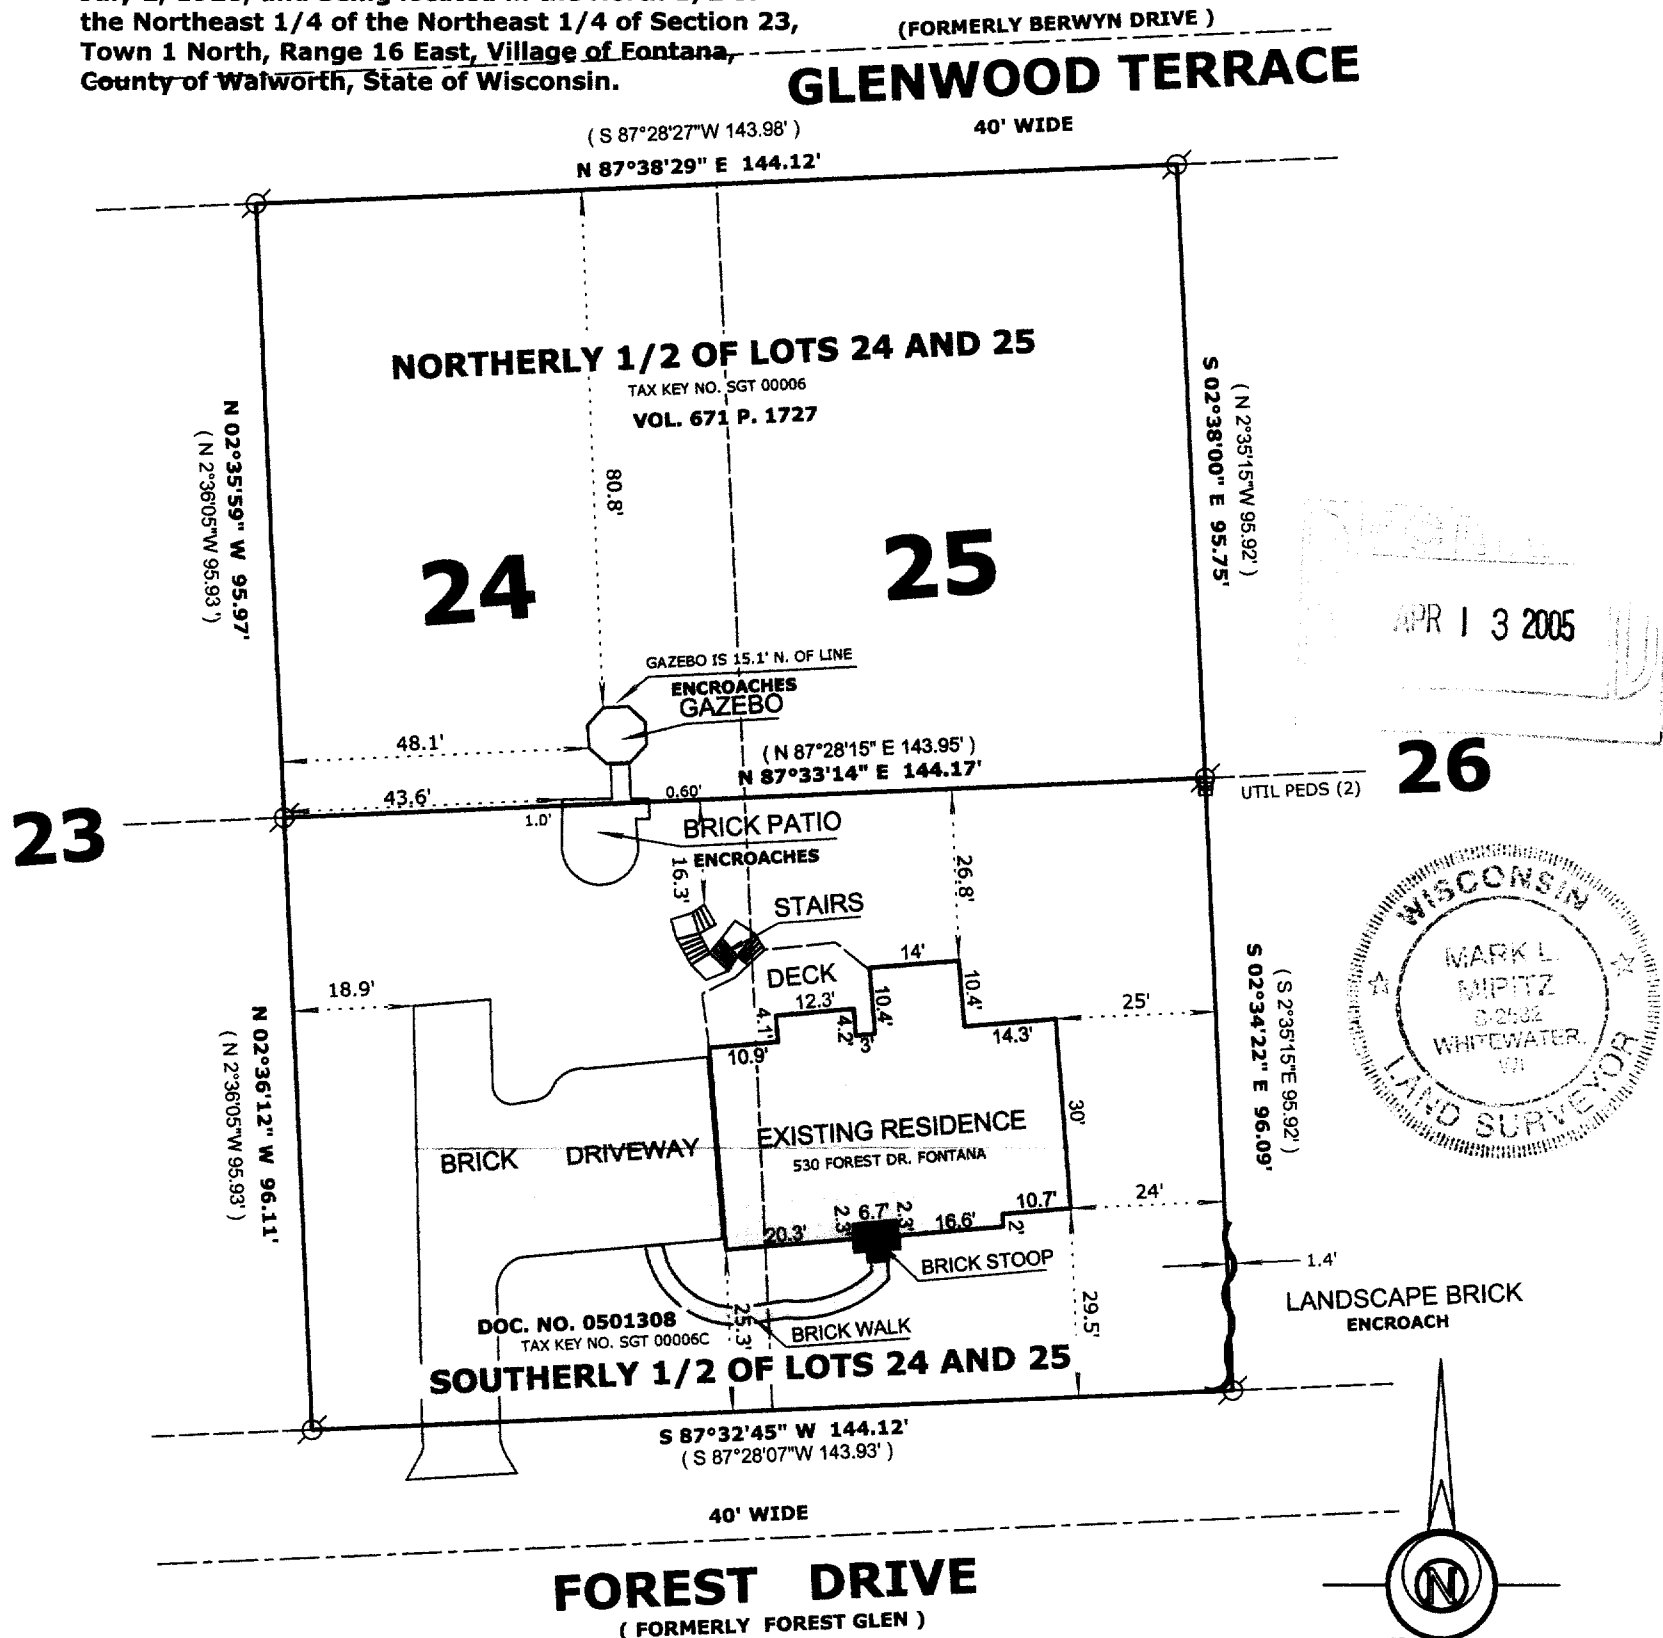 the Northeast 1/4 of the Northeast 1/4 of Section 23,
Town 1 North, Range 16 East, Village of Fontana,
County of Walworth, State of Wisconsin.
(FORMERLY BERWYN DRIVE )
GLENWOOD TERRACE
40' WIDE
( S 87°28'27"W 143.98' )
N 87°38'29" E 144.12'
NORTHERLY 1/2 OF LOTS 24 AND 25
TAX KEY NO. SGT 00006
VOL. 671 P. 1727
N 02°35'59" W 95.97'
( N 2°36'05"W 95.93 ')
S 02°38'00" E 95.75'
( N 2°35'15"W 95.92' )
80.8'
24
25
APR 1 3 2005
GAZEBO IS 15.1' N. OF LINE
ENCROACHES
GAZEBO
48.1'
( N 87°28'15" E 143.95' )
N 87°33'14" E 144.17'
26
UTIL PEDS (2)
43.6'
0.60'
1.0'
23
BRICK PATIO
ENCROACHES
16.3'
26.8'
STAIRS
DECK
14'
10.4'
10.4'
12.3'
4.1'
4.2'
3'
10.9'
14.3'
25'
18.9'
N 02°36'12" W 96.11'
( N 2°36'05"W 95.93' )
S 02°34'22" E 96.09'
( S 2°35'15"E 95.92' )
WISCONSIN
MARK L.
MIRITZ
WHITEWATER,
WI
LAND SURVEYOR
30'
EXISTING RESIDENCE
530 FOREST DR. FONTANA
BRICK DRIVEWAY
24'
10.7'
2'
16.6'
2.3'
6.7'
2.3'
20.3'
BRICK STOOP
1.4'
LANDSCAPE BRICK
ENCROACH
29.5'
25.3'
BRICK WALK
DOC. NO. 0501308
TAX KEY NO. SGT 00006C
SOUTHERLY 1/2 OF LOTS 24 AND 25
S 87°32'45" W 144.12'
( S 87°28'07"W 143.93' )
40' WIDE
FOREST DRIVE
( FORMERLY FOREST GLEN )
N